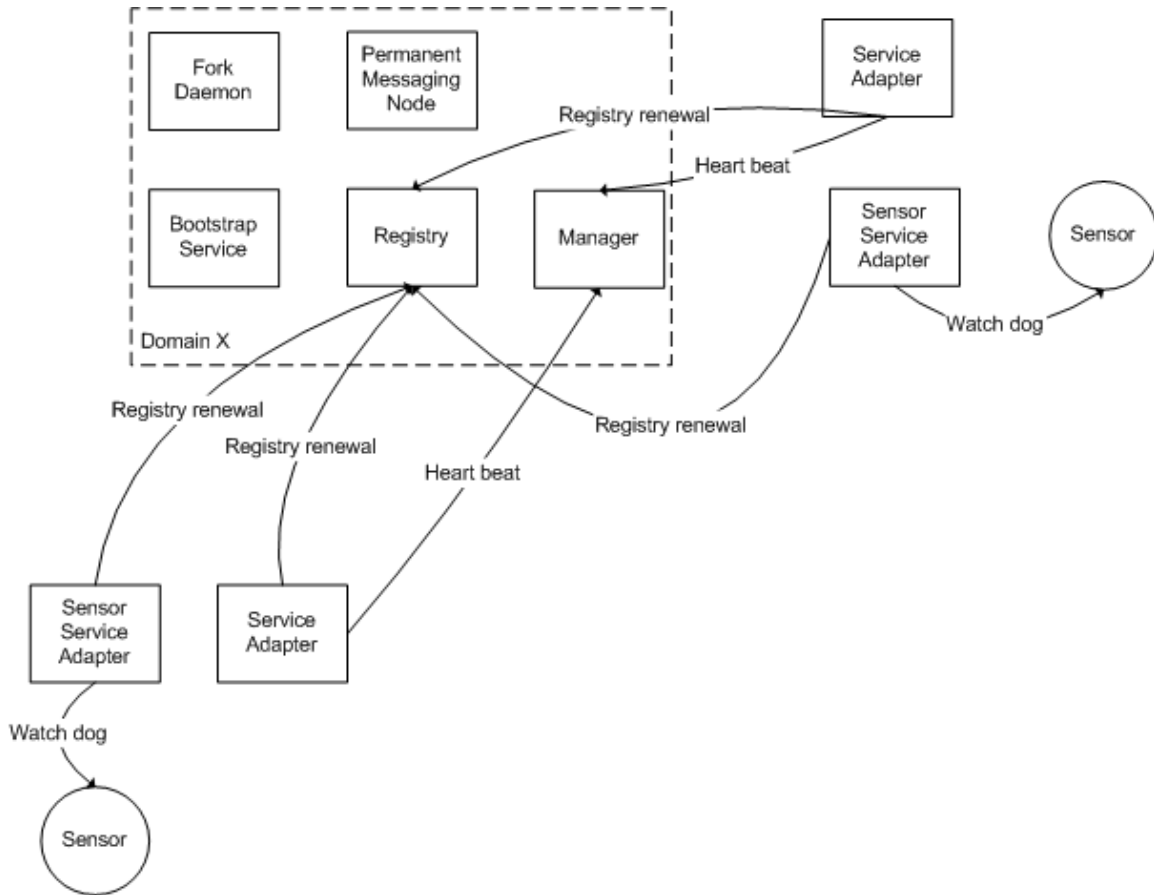 Fork
Daemon
Permanent
Messaging
Node
Service
Adapter
Registry renewal
Heart beat
Bootstrap
Service
Registry
Manager
Sensor
Service
Adapter
Sensor
Domain X
Watch dog
Registry renewal
Registry renewal
Registry renewal
Heart beat
Sensor
Service
Adapter
Service
Adapter
Watch dog
Sensor